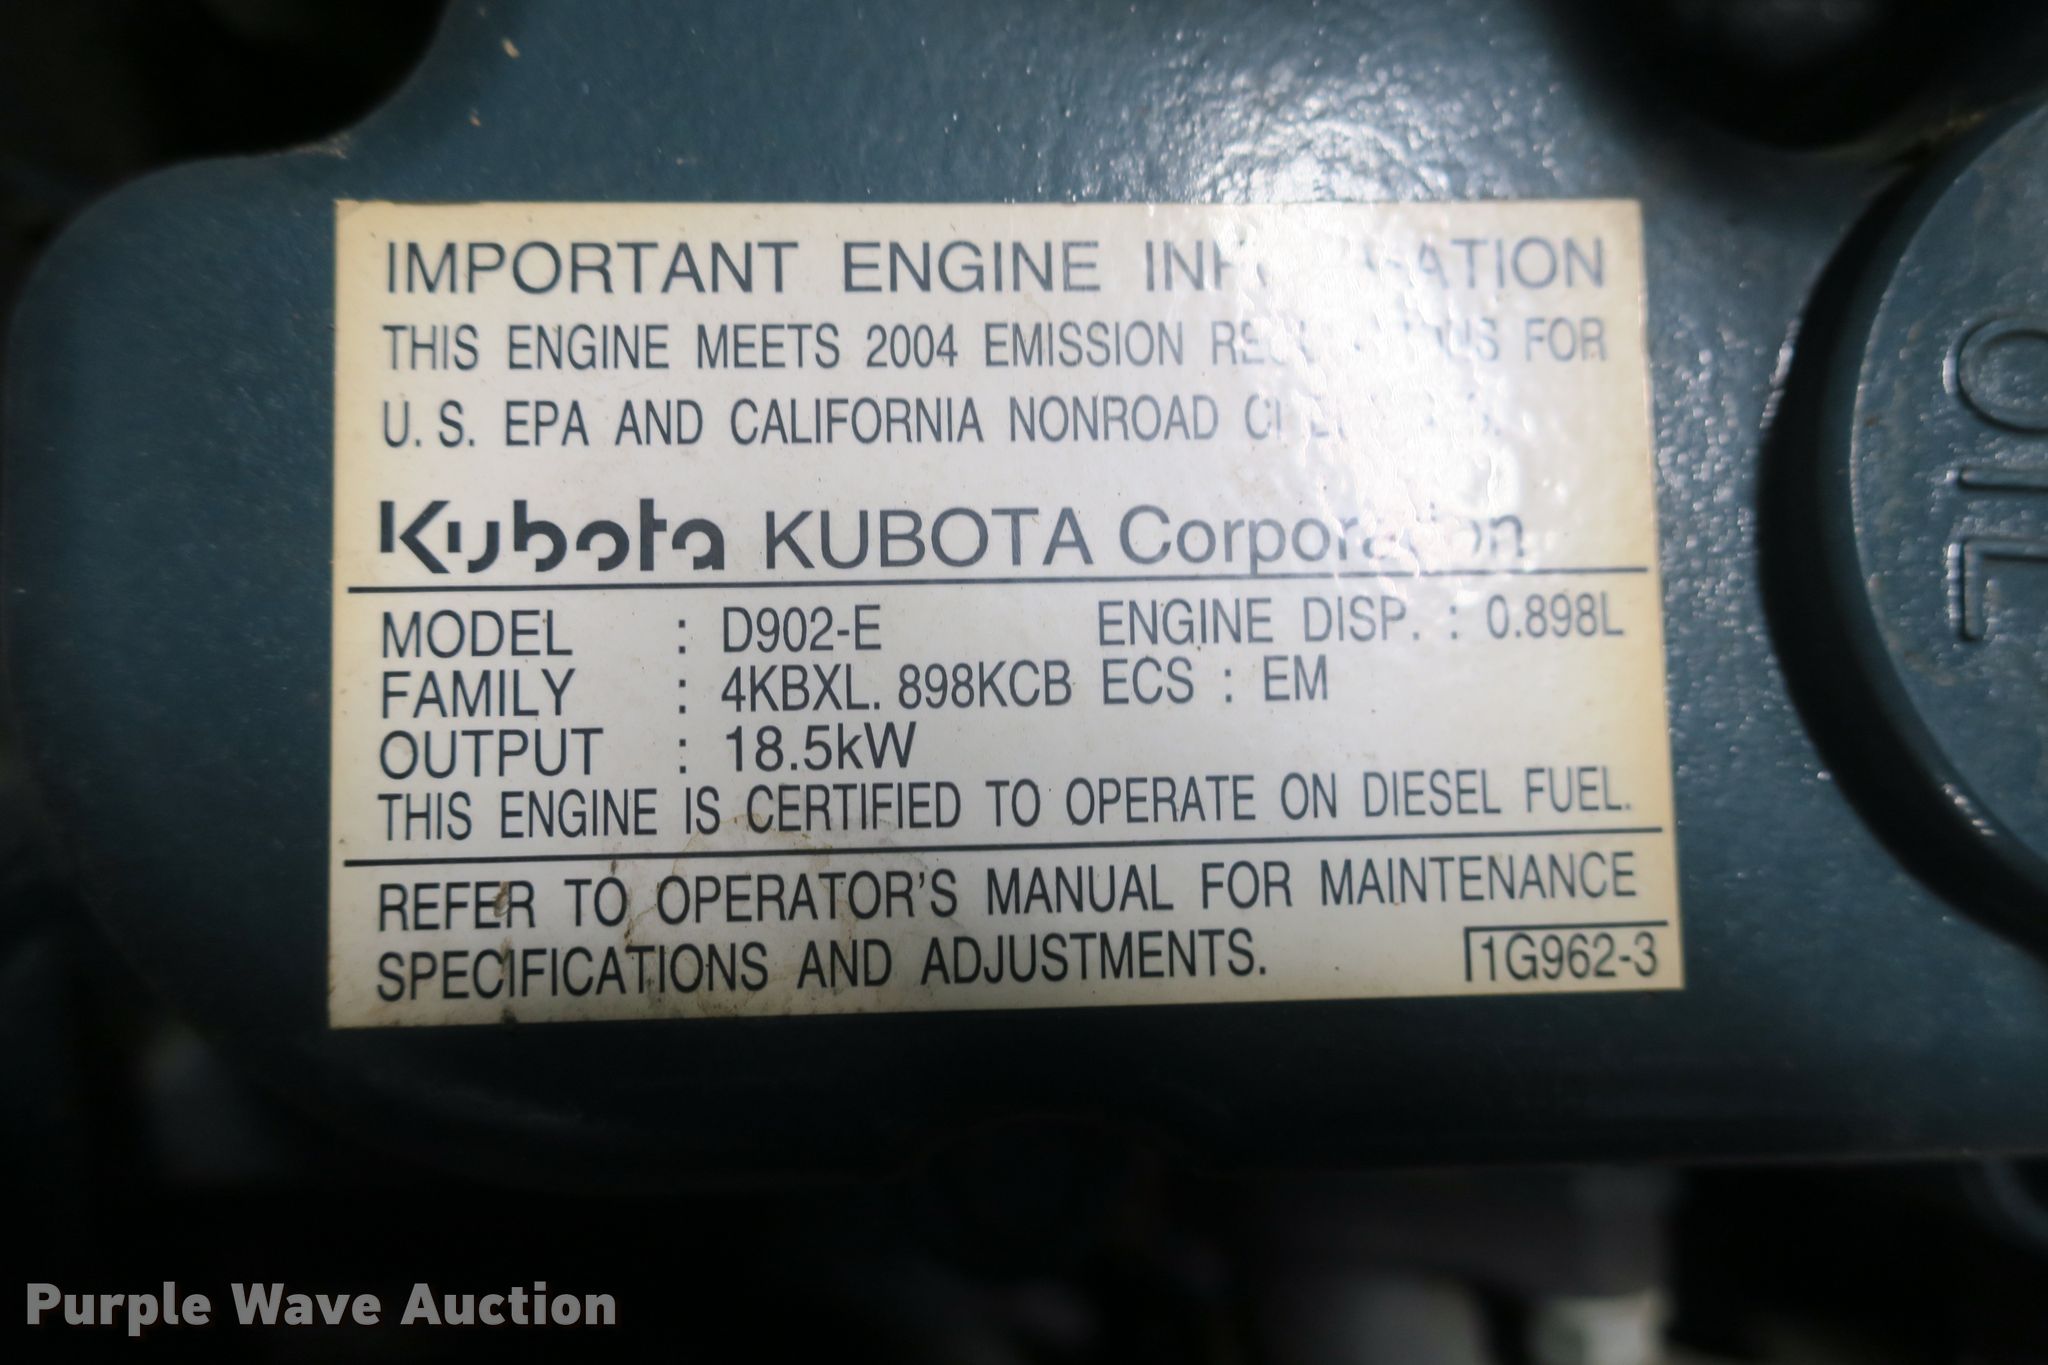 IMPORTANT ENGINE
THIS ENGINE MEETS 2004 EMISSION FOR
U.S. EPA AND CALIFORNIA NONROAD
Kubota KUBOTA Corporation
MODEL : D902-E ENGINE DISP. : 0.898L
FAMILY : 4KBXL. 898KCB ECS : EM
OUTPUT : 18.5kW
THIS ENGINE IS CERTIFIED TO OPERATE ON DIESEL FUEL.
REFER TO OPERATOR'S MANUAL FOR MAINTENANCE
SPECIFICATIONS AND ADJUSTMENTS. 1G962-3
OIL
Purple Wave Auction